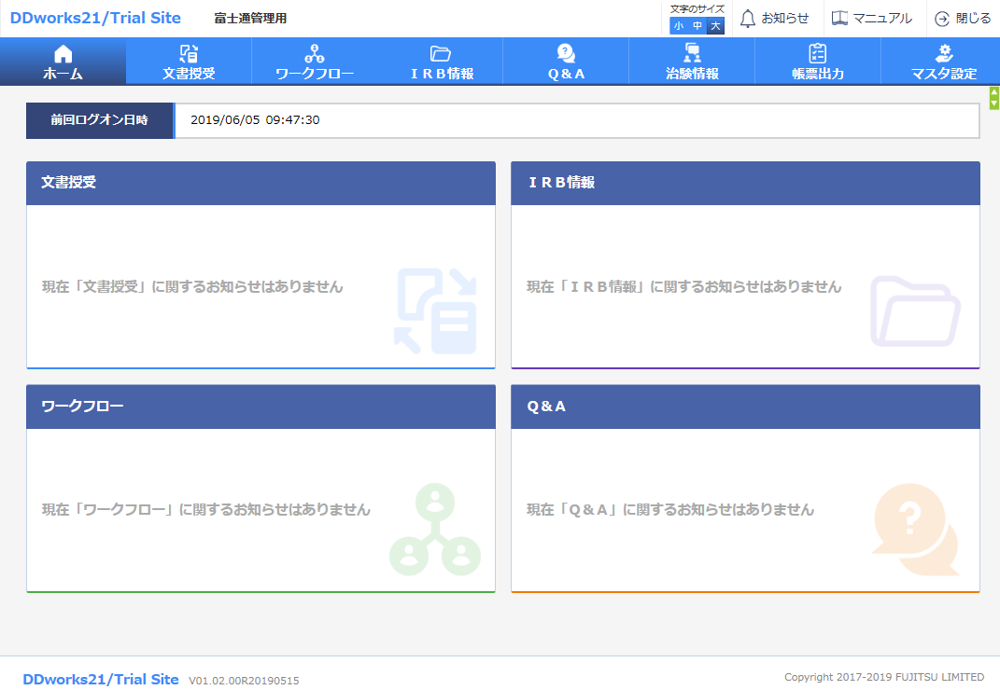 DDworks21/Trial Site 富士通管理用 文字のサイズ 小 中 大 お知らせ マニュアル 閉じる
ホーム 文書授受 ワークフロー ＩＲＢ情報 Ｑ＆Ａ 治験情報 帳票出力 マスタ設定
前回ログオン日時 2019/06/05 09:47:30
文書授受
現在「文書授受」に関するお知らせはありません
ＩＲＢ情報
現在「ＩＲＢ情報」に関するお知らせはありません
ワークフロー
現在「ワークフロー」に関するお知らせはありません
Ｑ＆Ａ
現在「Ｑ＆Ａ」に関するお知らせはありません
DDworks21/Trial Site V01.02.00R20190515 Copyright 2017-2019 FUJITSU LIMITED